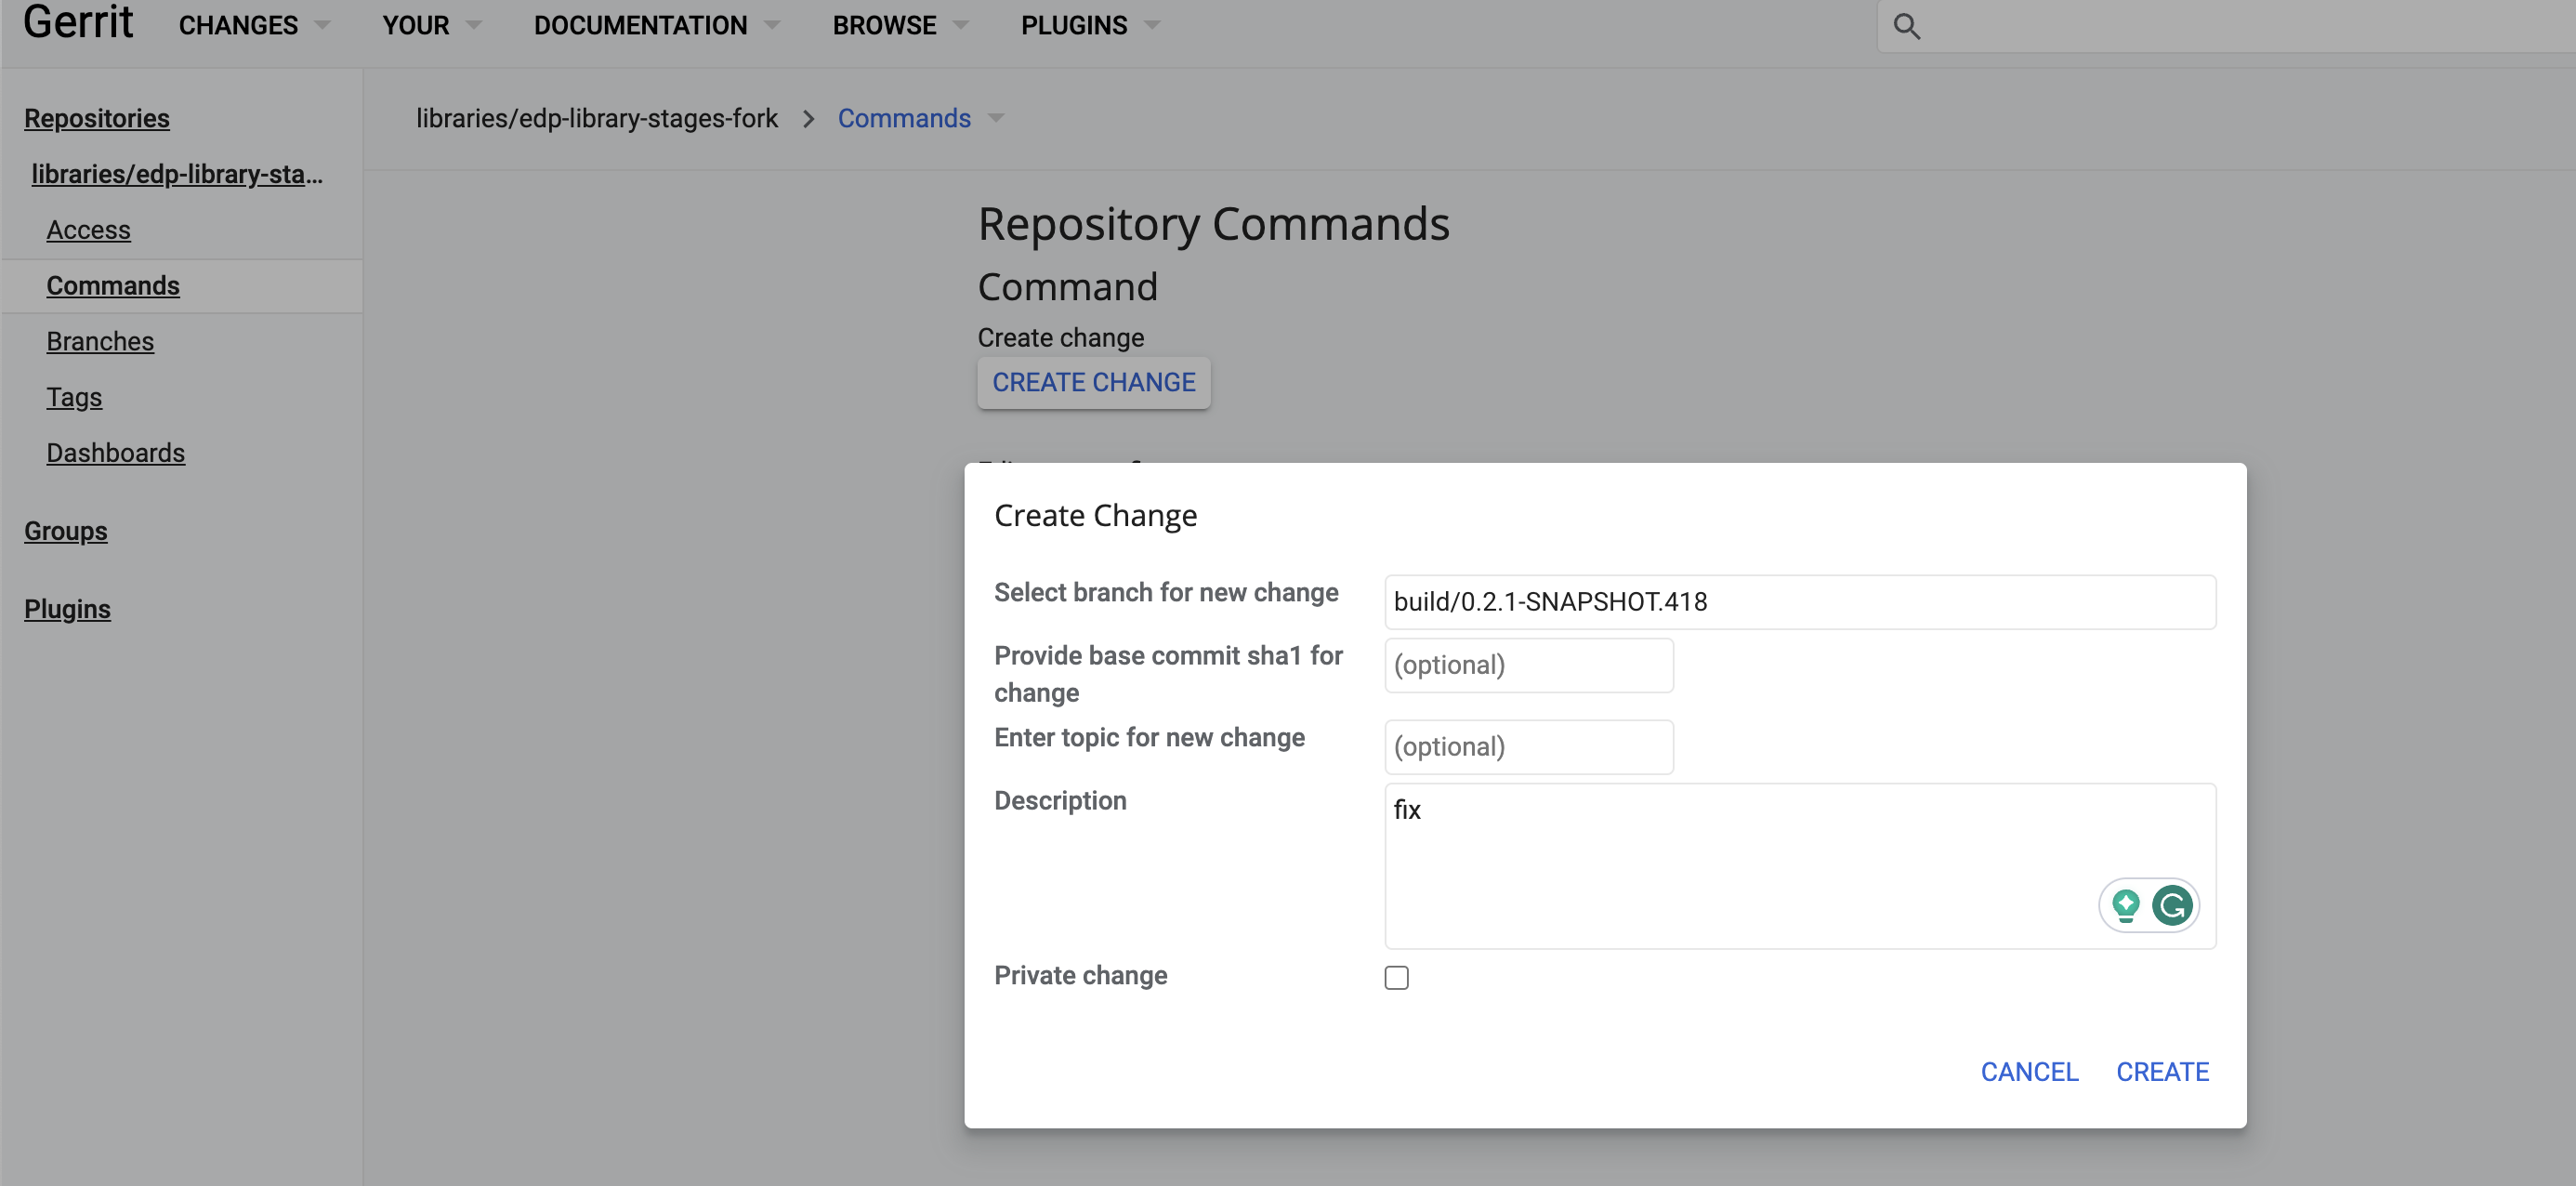 Gerrit CHANGES YOUR DOCUMENTATION BROWSE PLUGINS
Repositories
libraries/edp-library-sta...
Access
Commands
Branches
Tags
Dashboards
Groups
Plugins
libraries/edp-library-stages-fork > Commands
Repository Commands
Command
Create change
CREATE CHANGE
Create Change
Select branch for new change build/0.2.1-SNAPSHOT.418
Provide base commit sha1 for
change
(optional)
Enter topic for new change (optional)
Description fix
Private change
CANCEL CREATE